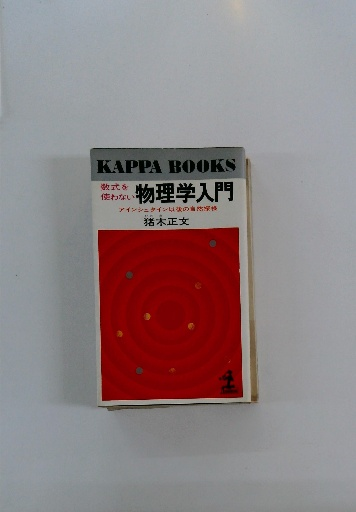 KAPPA BOOKS
数式を
使わない
物理学入門
アインシュタイン以後の自然探検
猪木正文